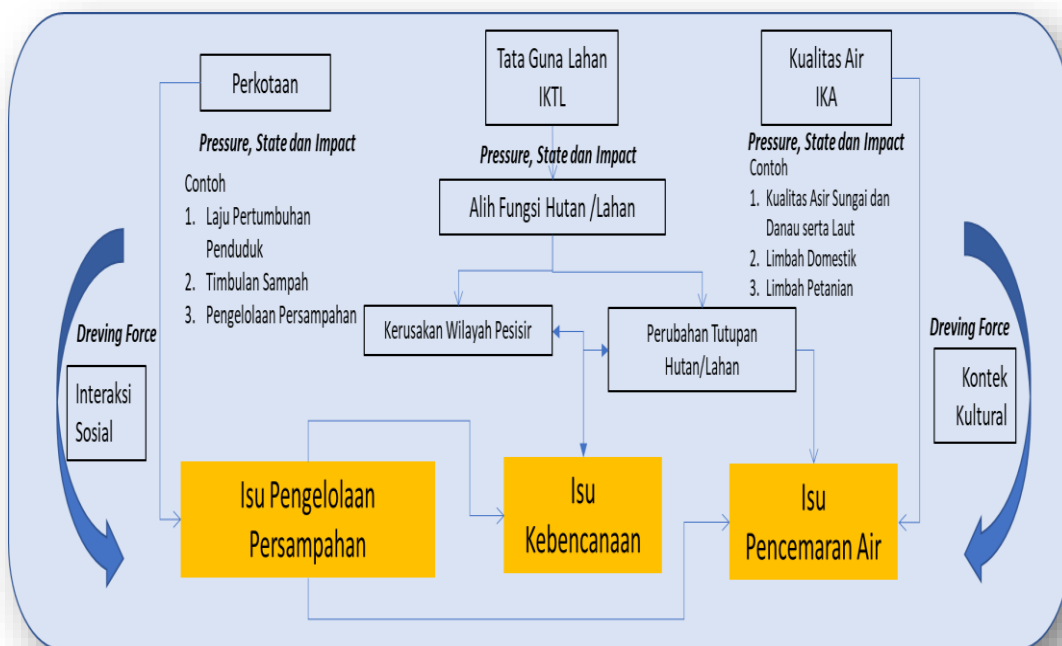 Perkotaan
Pressure, State dan Impact
Contoh
1. Laju Pertumbuhan
Penduduk
2. Timbulan Sampah
3. Pengelolaan Persampahan
Tata Guna Lahan
IKTL
Pressure, State dan Impact
Alih Fungsi Hutan /Lahan
Kerusakan Wilayah Pesisir
Perubahan Tutupan
Hutan/Lahan
Kualitas Air
IKA
Pressure, State dan Impact
Contoh
1. Kualitas Asir Sungai dan
Danau serta Laut
2. Limbah Domestik
3. Limbah Petanian
Dreving Force
Interaksi
Sosial
Dreving Force
Kontek
Kultural
Isu Pengelolaan
Persampahan
Isu
Kebencanaan
Isu
Pencemaran Air